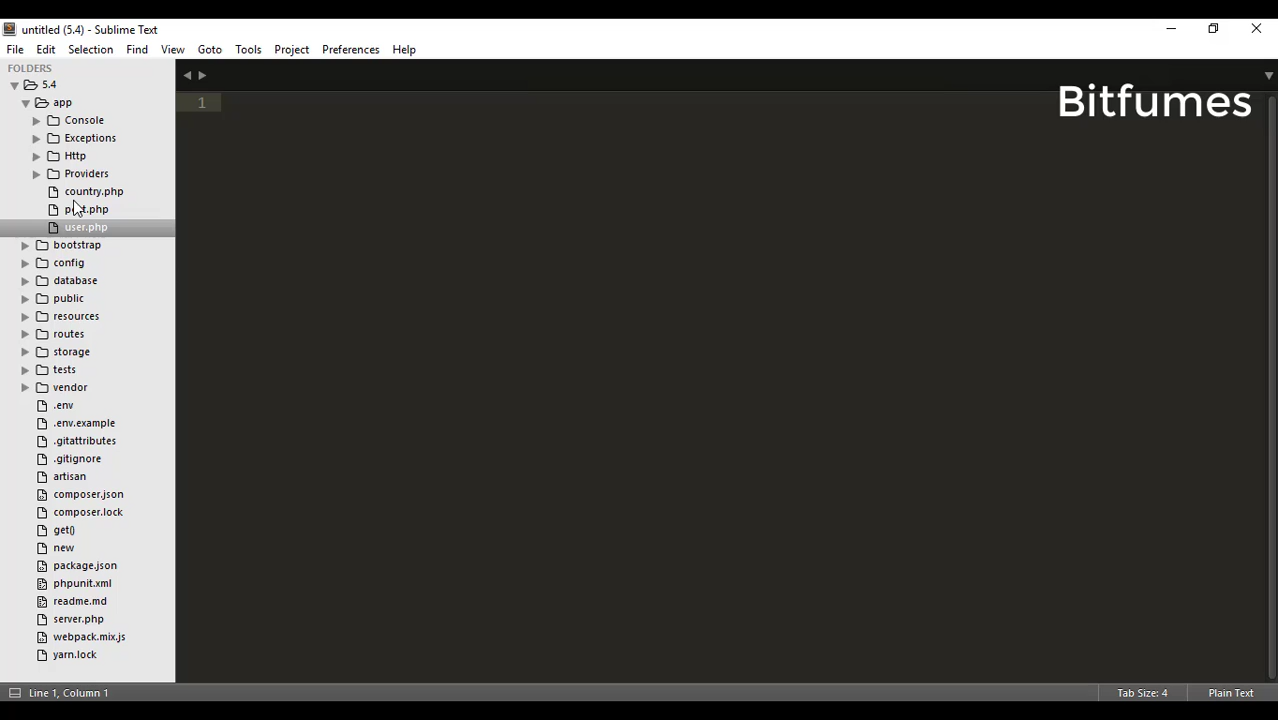 untitled (5.4) - Sublime Text
File Edit Selection Find View Goto Tools Project Preferences Help
FOLDERS
5.4
app
Console
Exceptions
Http
Providers
country.php
user.php
bootstrap
config
database
public
resources
routes
storage
tests
vendor
.env
.env.example
.gitattributes
.gitignore
artisan
composer.json
composer.lock
get()
new
package.json
phpunit.xml
readme.md
server.php
webpack.mix.js
yarn.lock
1
Bitfumes
Line 1, Column 1
Tab Size: 4
Plain Text